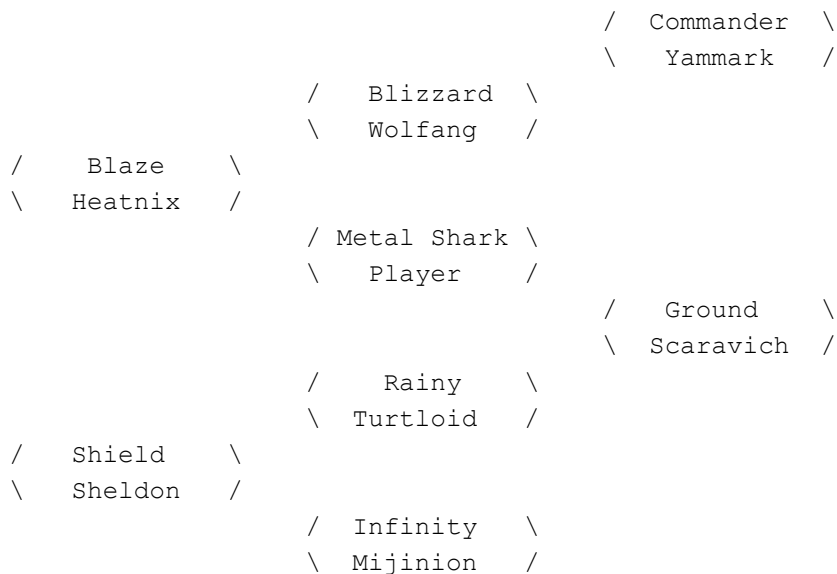 / Commander \
\ Yammark /
/ Blizzard \
\ Wolfang /
/ Blaze \
\ Heatnix /
/ Metal Shark \
\ Player /
/ Ground \
\ Scaravich /
/ Rainy \
\ Turtloid /
/ Shield \
\ Sheldon /
/ Infinity \
\ Mijinion /